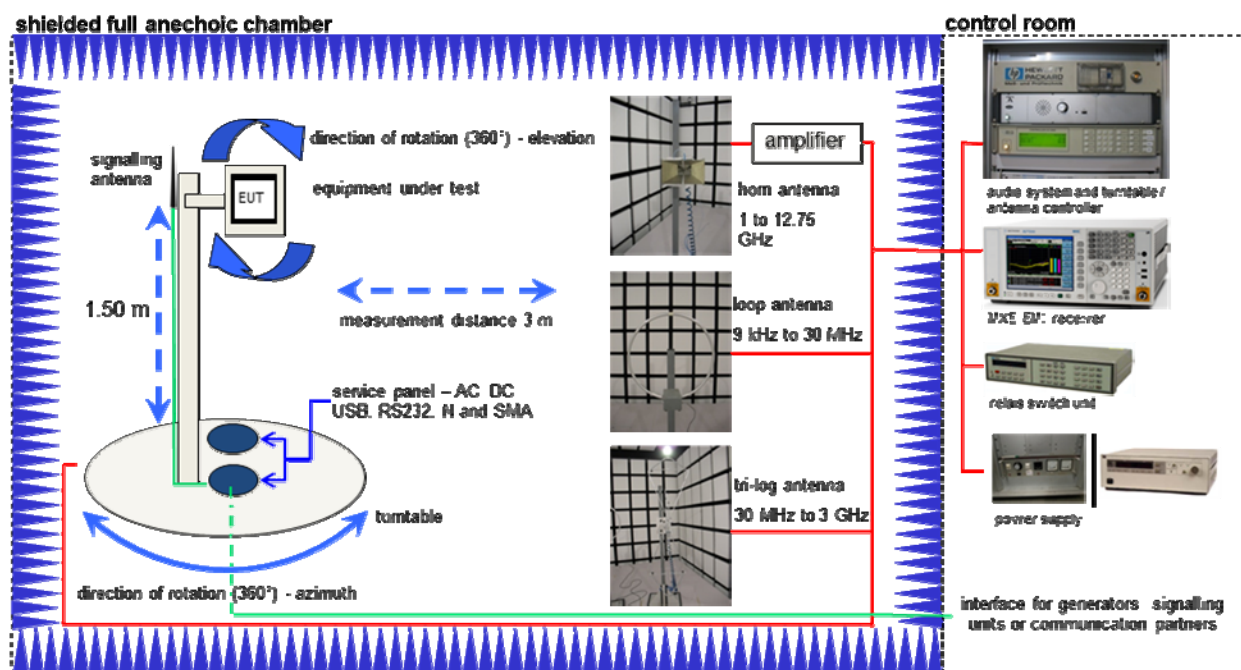 shielded full anechoic chamber
control room
direction of rotation (360°) - elevation
signalling
antenna
equipment under test
EUT
1.50 m
measurement distance 3 m
service panel – AC DC
USB, RS232, N and SMA
turntable
direction of rotation (360°) - azimuth
amplifier
horn antenna
1 to 12.75
GHz
loop antenna
9 kHz to 30 MHz
tri-log antenna
30 MHz to 3 GHz
HEWLETT
PACKARD
audio system and turntable /
antenna controller
MXE EMI receiver
relais switch unit
power supply
interface for generators signalling
units or communication partners